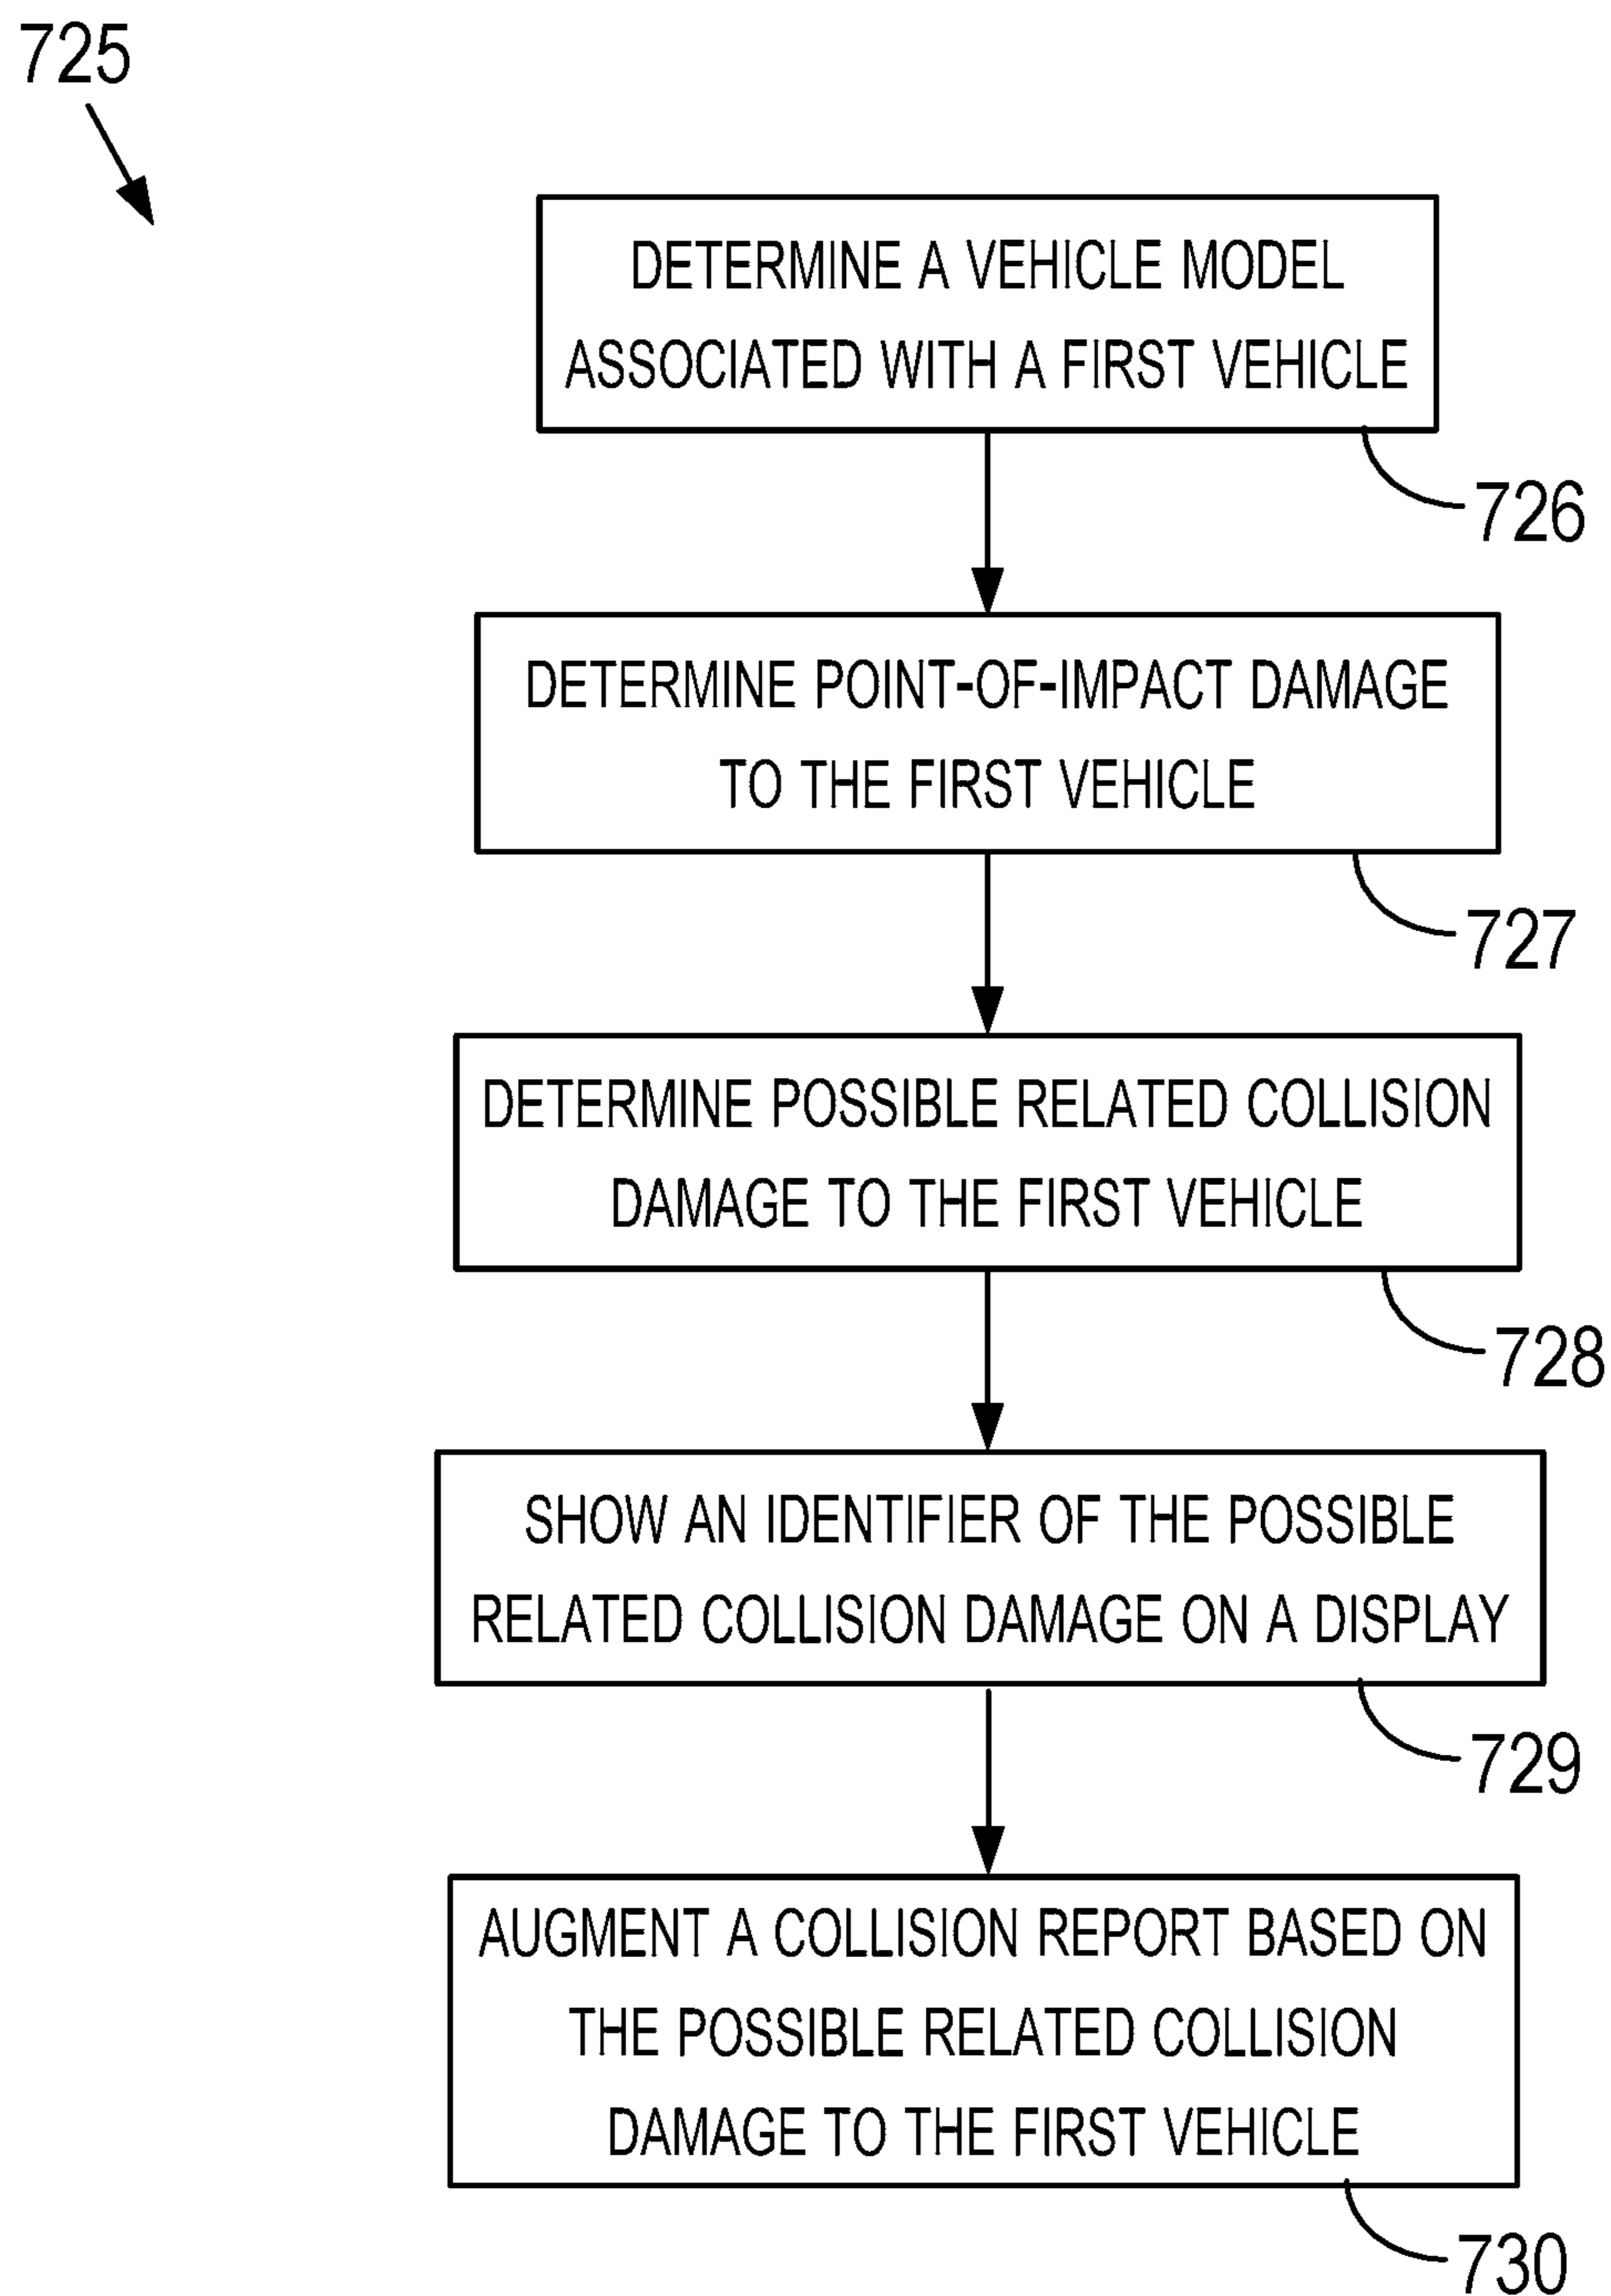 725
DETERMINE A VEHICLE MODEL
ASSOCIATED WITH A FIRST VEHICLE
726
DETERMINE POINT-OF-IMPACT DAMAGE
TO THE FIRST VEHICLE
727
DETERMINE POSSIBLE RELATED COLLISION
DAMAGE TO THE FIRST VEHICLE
728
SHOW AN IDENTIFIER OF THE POSSIBLE
RELATED COLLISION DAMAGE ON A DISPLAY
729
AUGMENT A COLLISION REPORT BASED ON
THE POSSIBLE RELATED COLLISION
DAMAGE TO THE FIRST VEHICLE
730